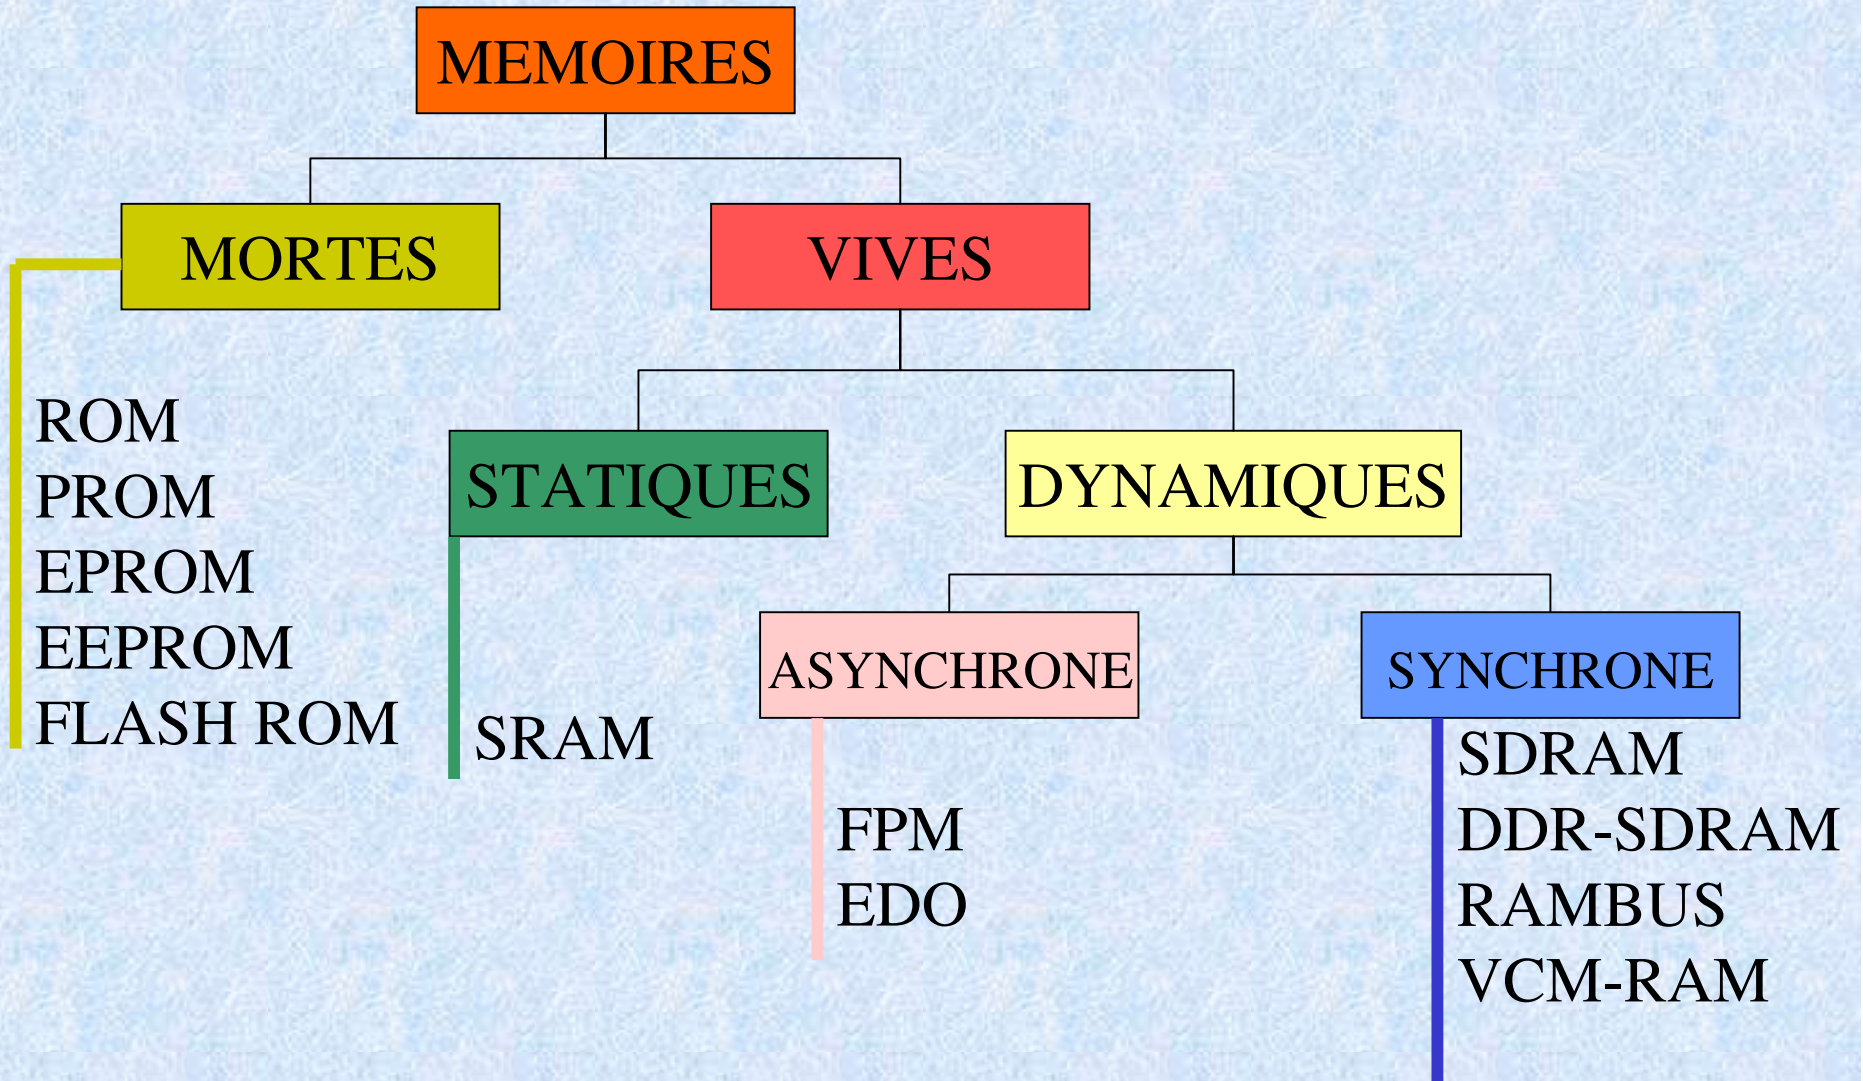 MEMOIRES
MORTES
VIVES
ROM
PROM
EPROM
EEPROM
FLASH ROM
STATIQUES
SRAM
DYNAMIQUES
ASYNCHRONE
FPM
EDO
SYNCHRONE
SDRAM
DDR-SDRAM
RAMBUS
VCM-RAM